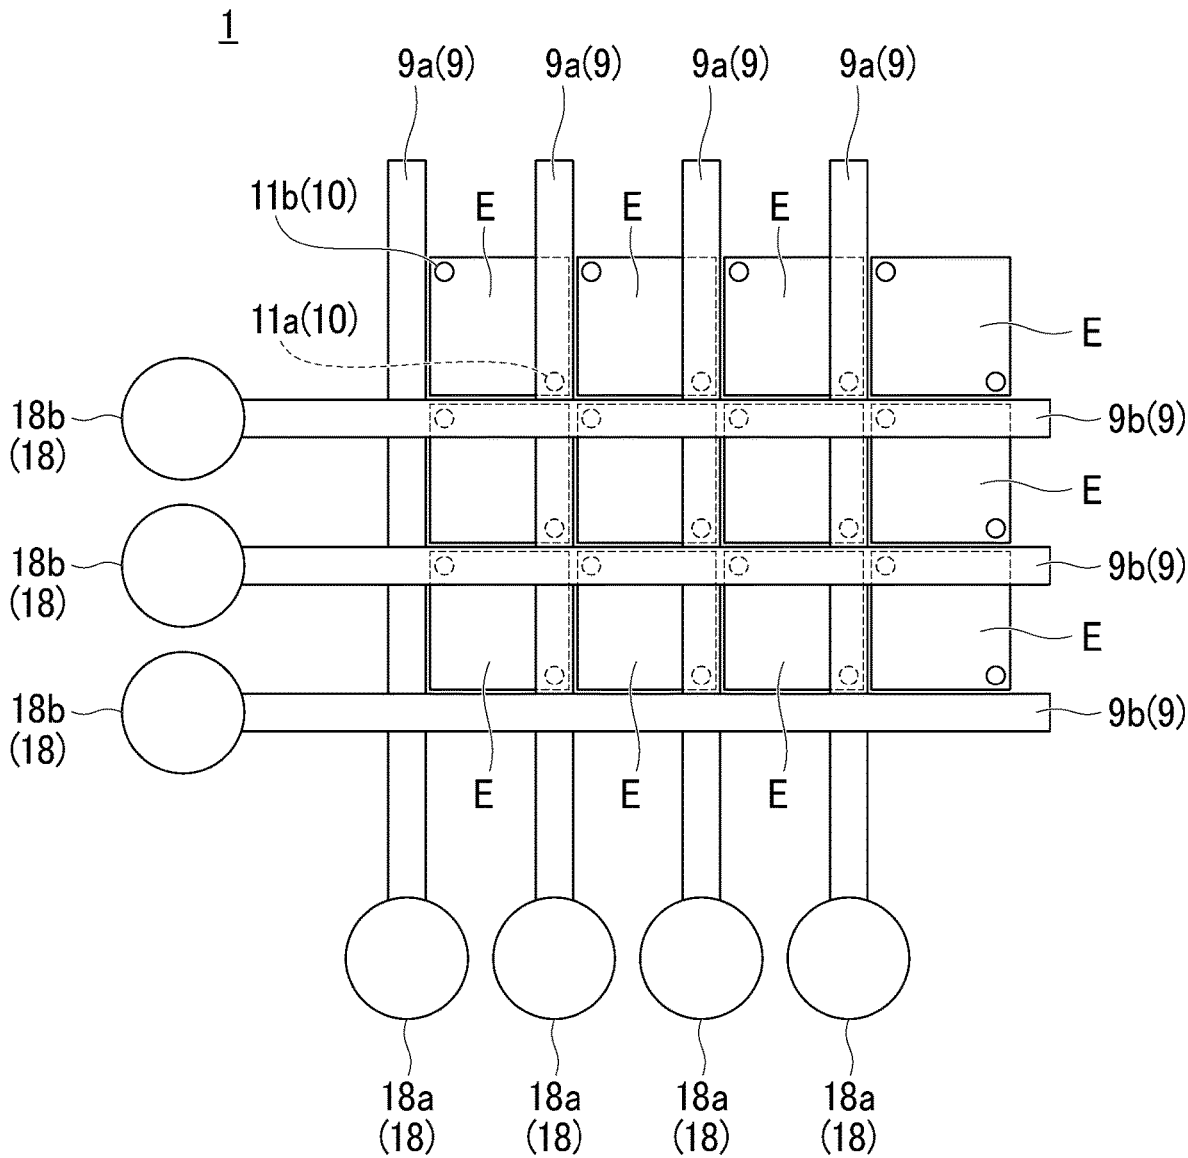 1
9a(9) 9a(9) 9a(9) 9a(9)
11b(10) E E E
11a(10) E
18b
(18)
9b(9)
E
18b
(18)
9b(9)
E
18b
(18)
9b(9)
E E E
18a 18a 18a 18a
(18) (18) (18) (18)